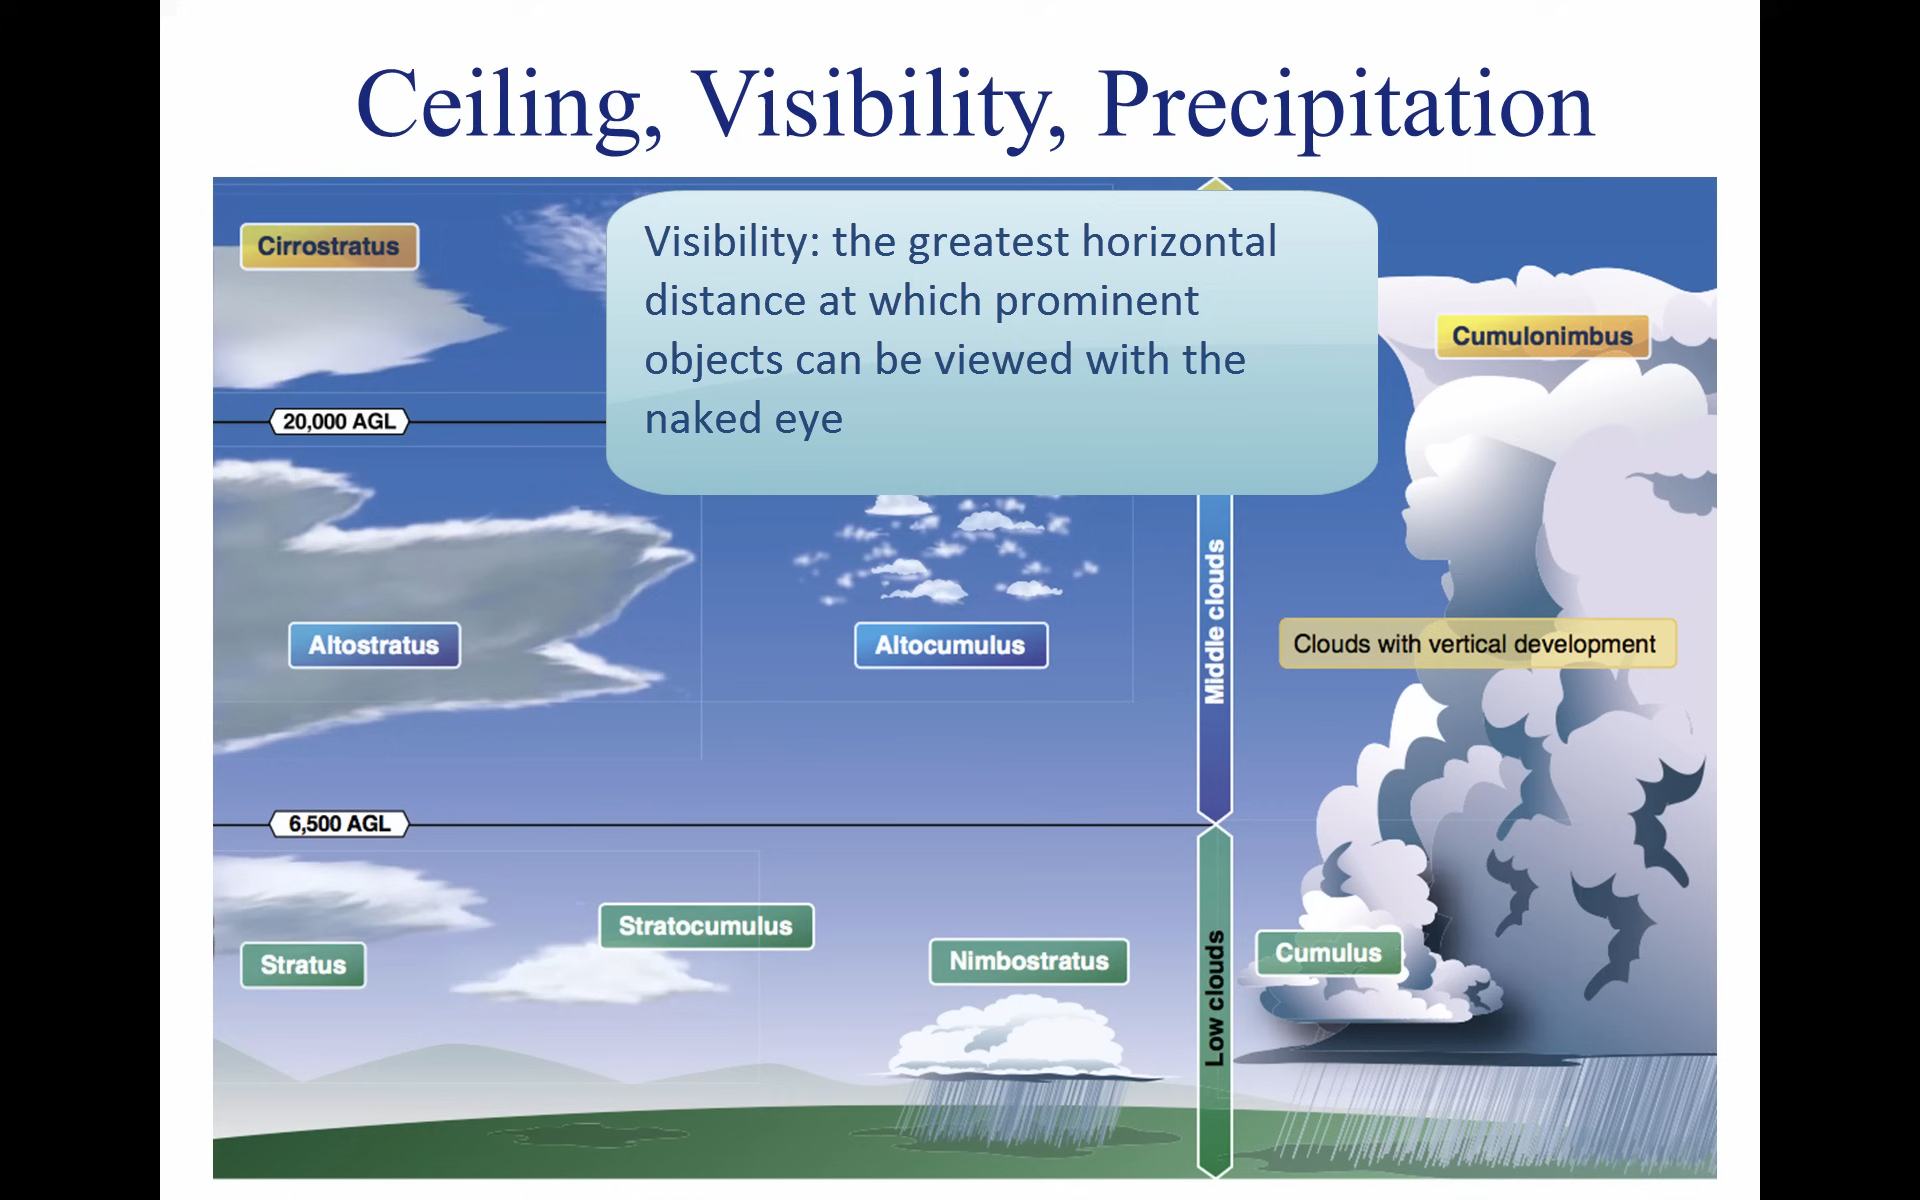 Ceiling, Visibility, Precipitation
Visibility: the greatest horizontal
distance at which prominent
objects can be viewed with the
naked eye
Cirrostratus
Cumulonimbus
20,000 AGL
Middle clouds
Altostratus
Altocumulus
Clouds with vertical development
6,500 AGL
Low clouds
Stratus
Stratocumulus
Nimbostratus
Cumulus